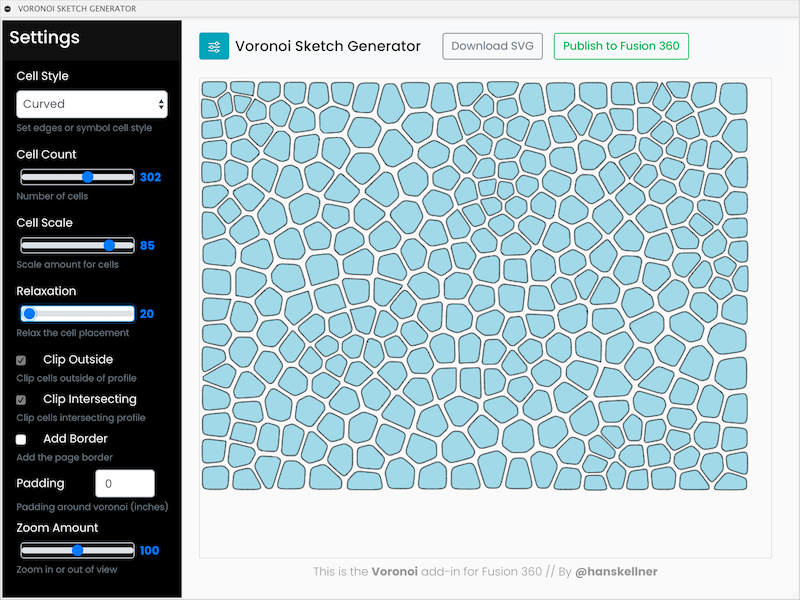 VORONOI SKETCH GENERATOR
Settings
Voronoi Sketch Generator
Download SVG
Publish to Fusion 360
Cell Style
Curved
Set edges or symbol cell style
Cell Count
302
Number of cells
Cell Scale
85
Scale amount for cells
Relaxation
20
Relax the cell placement
Clip Outside
Clip cells outside of profile
Clip Intersecting
Clip cells intersecting profile
Add Border
Add the page border
Padding
0
Padding around voronoi (inches)
Zoom Amount
100
Zoom in or out of view
This is the Voronoi add-in for Fusion 360 // By @hanskellner